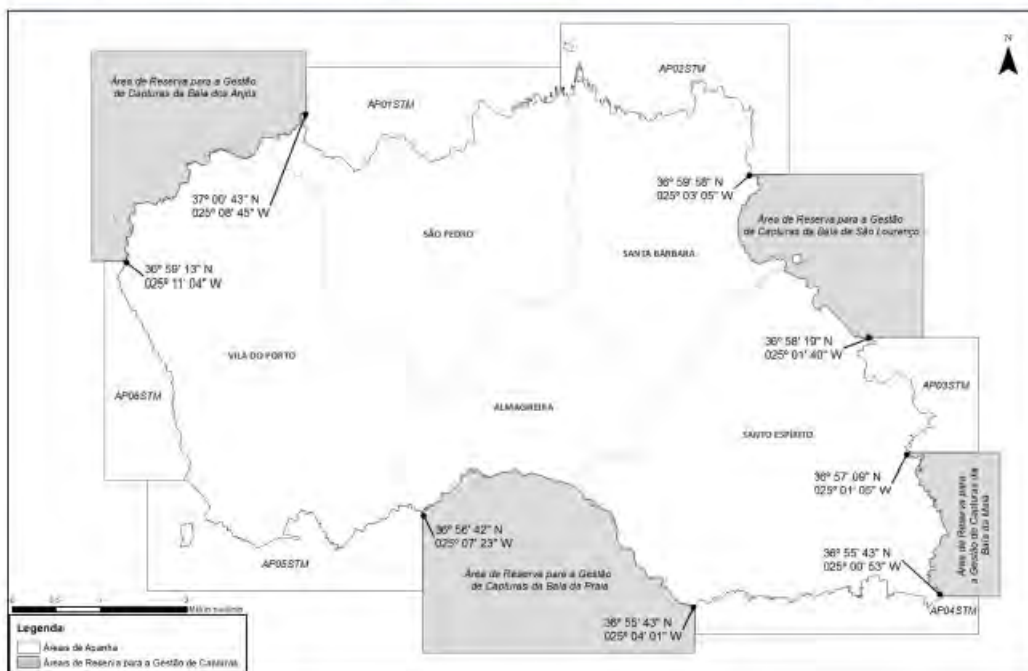 N
Área de Reserva para a Gestão
de Capturas da Baía dos Anjos
AP01STM
AP02STM
37º 00' 43" N
025º 08' 45" W
36º 59' 58" N
025º 03' 05" W
Área de Reserva para a Gestão
de Capturas da Baía de São Lourenço
SÃO PEDRO
SANTA BÁRBARA
36º 59' 13" N
025º 11' 04" W
36º 58' 19" N
025º 01' 40" W
VILA DO PORTO
AP03STM
AP06STM
ALMAGREIRA
SANTO ESPÍRITO
36º 57' 09" N
025º 01' 05" W
Área de Reserva para
a Gestão de Capturas da
Baía da Maia
36º 56' 42" N
025º 07' 23" W
36º 55' 43" N
025º 00' 53" W
AP05STM
Área de Reserva para a Gestão
de Capturas da Baía da Praia
AP04STM
36º 55' 43" N
025º 04' 01" W
Legenda
Áreas de Apanha
Áreas de Reserva para a Gestão de Capturas